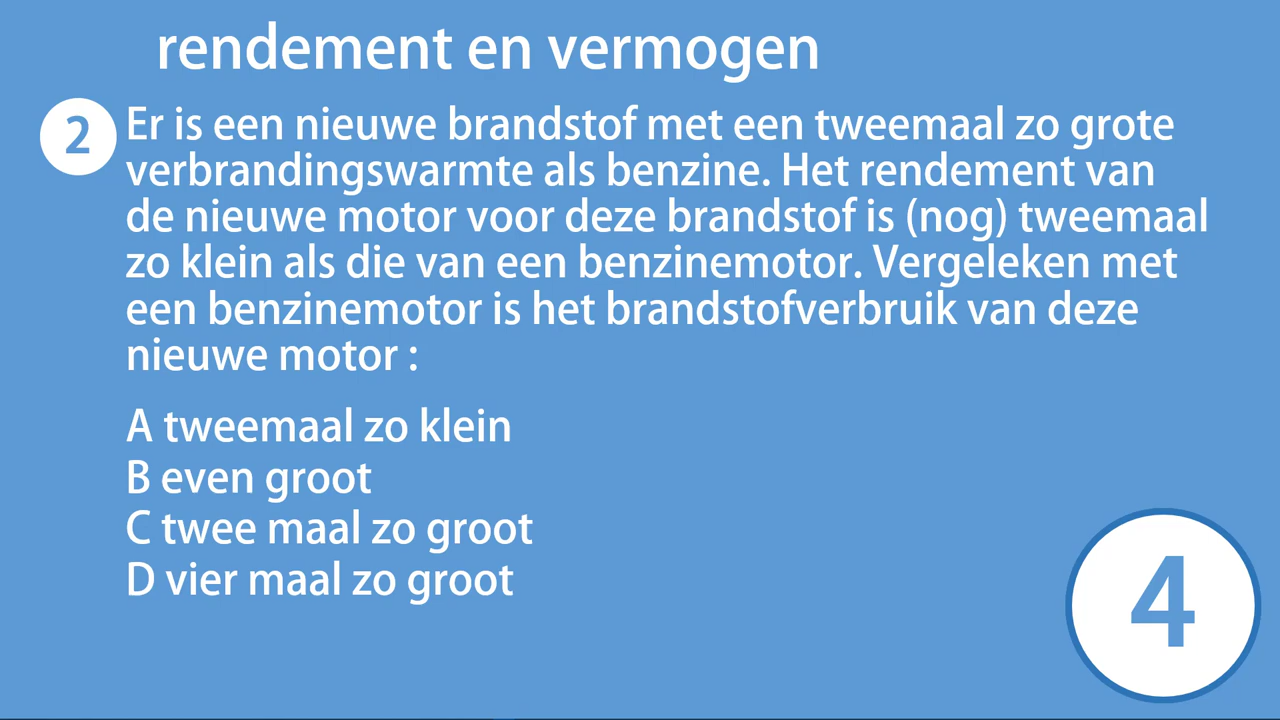 rendement en vermogen
2 Er is een nieuwe brandstof met een tweemaal zo grote
verbrandingswarmte als benzine. Het rendement van
de nieuwe motor voor deze brandstof is (nog) tweemaal
zo klein als die van een benzinemotor. Vergeleken met
een benzinemotor is het brandstofverbruik van deze
nieuwe motor :
A tweemaal zo klein
B even groot
C twee maal zo groot
D vier maal zo groot
4